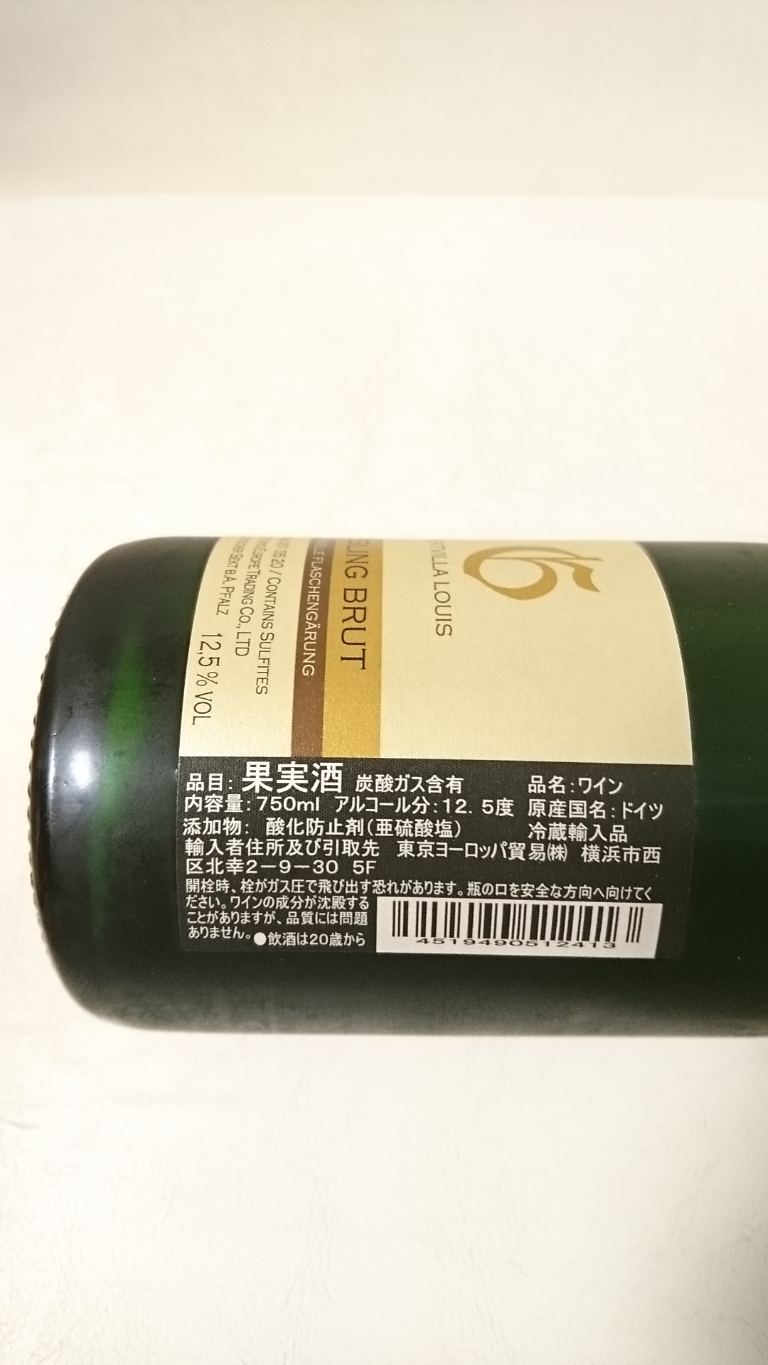 VILLA LOUIS
BRUT
FLASCHENGÄRUNG
05 20 / CONTAINS SULFITES
EUROPE TRADING CO., LTD
SEKT B.A. PFALZ
12,5 % VOL
品目: 果実酒 炭酸ガス含有 品名:ワイン
内容量:750ml アルコール分:12.5度 原産国名:ドイツ
添加物: 酸化防止剤(亜硫酸塩) 冷蔵輸入品
輸入者住所及び引取先 東京ヨーロッパ貿易㈱ 横浜市西
区北幸2-9-30 5F
開栓時、栓がガス圧で飛び出す恐れがあります。瓶の口を安全な方向へ向けてく
ださい。ワインの成分が沈殿する
ことがありますが、品質には問題
ありません。●飲酒は20歳から
4519490512413